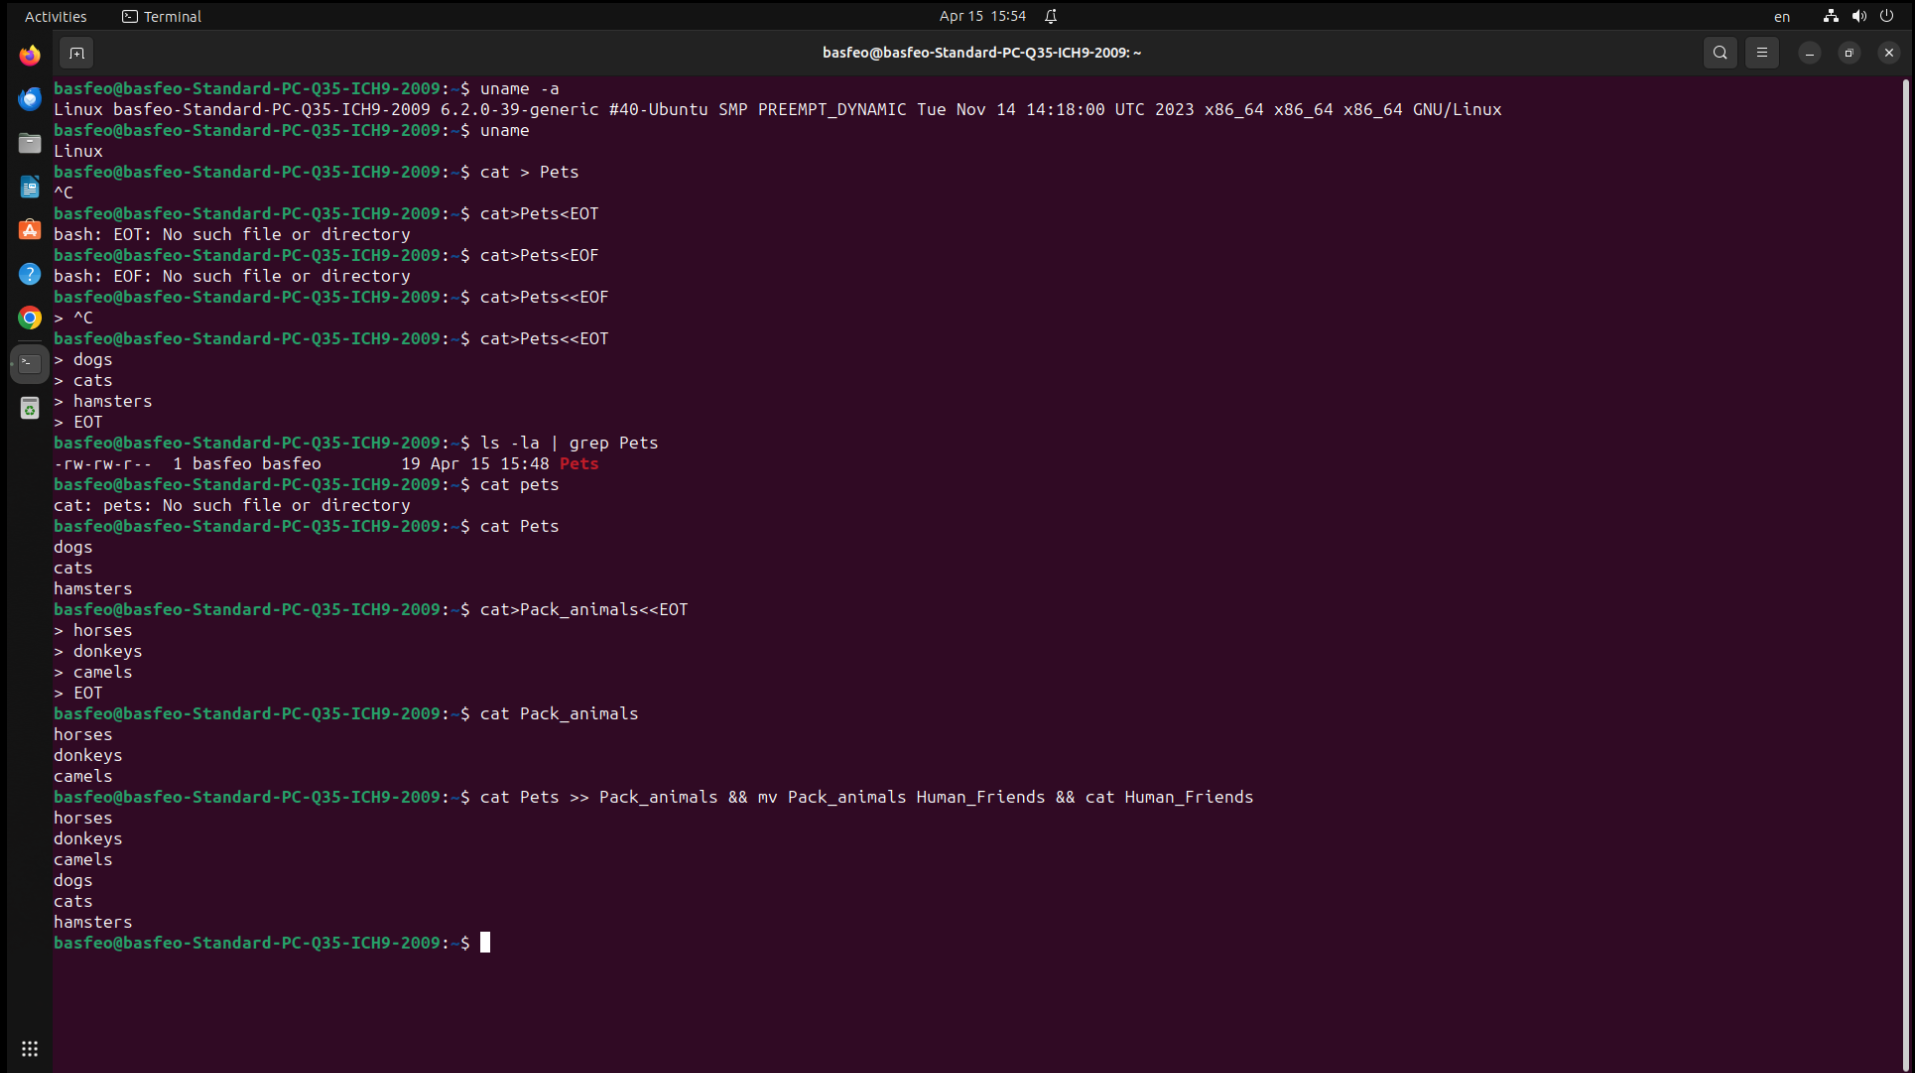 Activities Terminal Apr 15 15:54 en
basfeo@basfeo-Standard-PC-Q35-ICH9-2009: ~
basfeo@basfeo-Standard-PC-Q35-ICH9-2009:~$ uname -a
Linux basfeo-Standard-PC-Q35-ICH9-2009 6.2.0-39-generic #40-Ubuntu SMP PREEMPT_DYNAMIC Tue Nov 14 14:18:00 UTC 2023 x86_64 x86_64 x86_64 GNU/Linux
basfeo@basfeo-Standard-PC-Q35-ICH9-2009:~$ uname
Linux
basfeo@basfeo-Standard-PC-Q35-ICH9-2009:~$ cat > Pets
^C
basfeo@basfeo-Standard-PC-Q35-ICH9-2009:~$ cat>Pets<EOT
bash: EOT: No such file or directory
basfeo@basfeo-Standard-PC-Q35-ICH9-2009:~$ cat>Pets<EOF
bash: EOF: No such file or directory
basfeo@basfeo-Standard-PC-Q35-ICH9-2009:~$ cat>Pets<<EOF
> ^C
basfeo@basfeo-Standard-PC-Q35-ICH9-2009:~$ cat>Pets<<EOT
> dogs
> cats
> hamsters
> EOT
basfeo@basfeo-Standard-PC-Q35-ICH9-2009:~$ ls -la | grep Pets
-rw-rw-r--  1 basfeo basfeo        19 Apr 15 15:48 Pets
basfeo@basfeo-Standard-PC-Q35-ICH9-2009:~$ cat pets
cat: pets: No such file or directory
basfeo@basfeo-Standard-PC-Q35-ICH9-2009:~$ cat Pets
dogs
cats
hamsters
basfeo@basfeo-Standard-PC-Q35-ICH9-2009:~$ cat>Pack_animals<<EOT
> horses
> donkeys
> camels
> EOT
basfeo@basfeo-Standard-PC-Q35-ICH9-2009:~$ cat Pack_animals
horses
donkeys
camels
basfeo@basfeo-Standard-PC-Q35-ICH9-2009:~$ cat Pets >> Pack_animals && mv Pack_animals Human_Friends && cat Human_Friends
horses
donkeys
camels
dogs
cats
hamsters
basfeo@basfeo-Standard-PC-Q35-ICH9-2009:~$